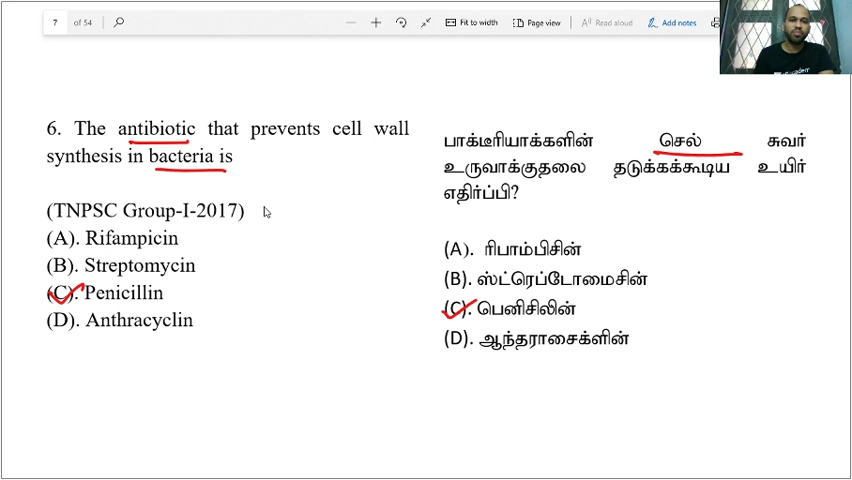 7 of 54
Fit to width
Page view
Read aloud
Add notes
6. The antibiotic that prevents cell wall
synthesis in bacteria is
(TNPSC Group-I-2017)
(A). Rifampicin
(B). Streptomycin
(C). Penicillin
(D). Anthracyclin
பாக்டீரியாக்களின் செல் சுவர்
உருவாக்குதலை தடுக்கக்கூடிய உயிர்
எதிர்ப்பி?
(A). ரிபாம்பிசின்
(B). ஸ்ட்ரெப்டோமைசின்
(C). பெனிசிலின்
(D). ஆந்தராசைக்ளின்